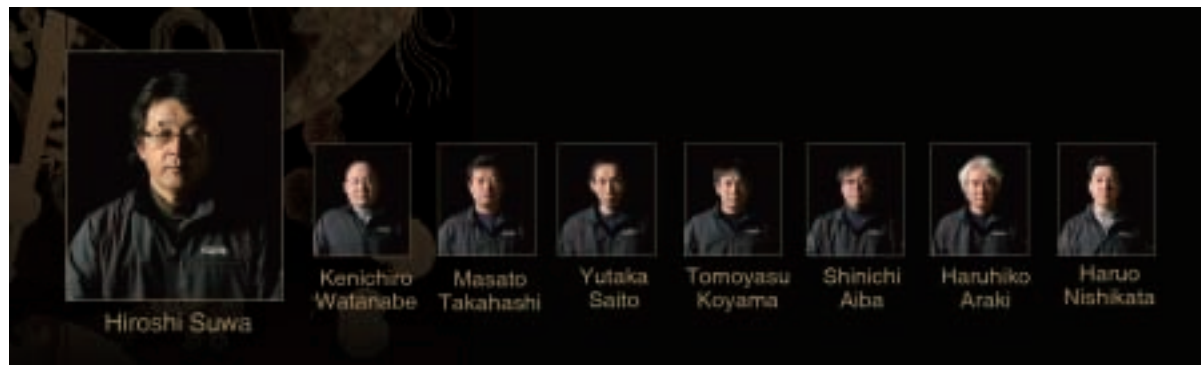 Hiroshi Suwa
Kenichiro
Watanabe
Masato
Takahashi
Yutaka
Saito
Tomoyasu
Koyama
Shinichi
Aiba
Haruhiko
Araki
Haruo
Nishikata